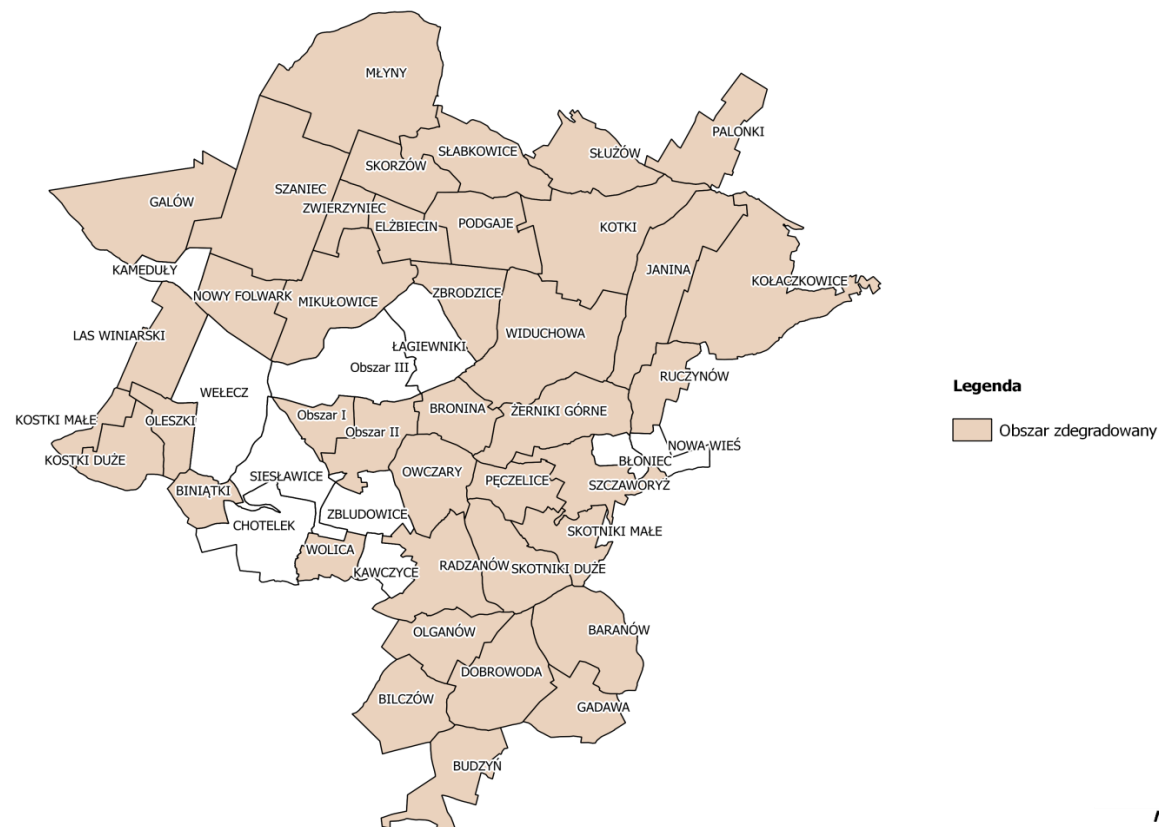 MŁYNY
PALONKI
SŁABKOWICE
SŁUŻÓW
SKORZÓW
SZANIEC
GALÓW
ZWIERZYNIEC
ELŻBIECIN
PODGAJE
KOTKI
KAMEDUŁY
JANINA
KOŁACZKOWICE
NOWY FOLWARK
MIKUŁOWICE
ZBRODZICE
LAS WINIARSKI
WIDUCHOWA
ŁAGIEWNIKI
Obszar III
RUCZYNÓW
Legenda
WEŁECZ
KOSTKI MAŁE
OLESZKI
Obszar I
BRONINA
ŻERNIKI GÓRNE
Obszar II
Obszar zdegradowany
KOSTKI DUŻE
NOWA WIEŚ
BŁONIEC
SIESŁAWICE
OWCZARY
PĘCZELICE
SZCZAWORYŻ
BINIĄTKI
ZBLUDOWICE
CHOTELEK
SKOTNIKI MAŁE
WOLICA
KAWCZYCE
RADZANÓW
SKOTNIKI DUŻE
OLGANÓW
BARANÓW
DOBROWODA
BILCZÓW
GADAWA
BUDZYŃ